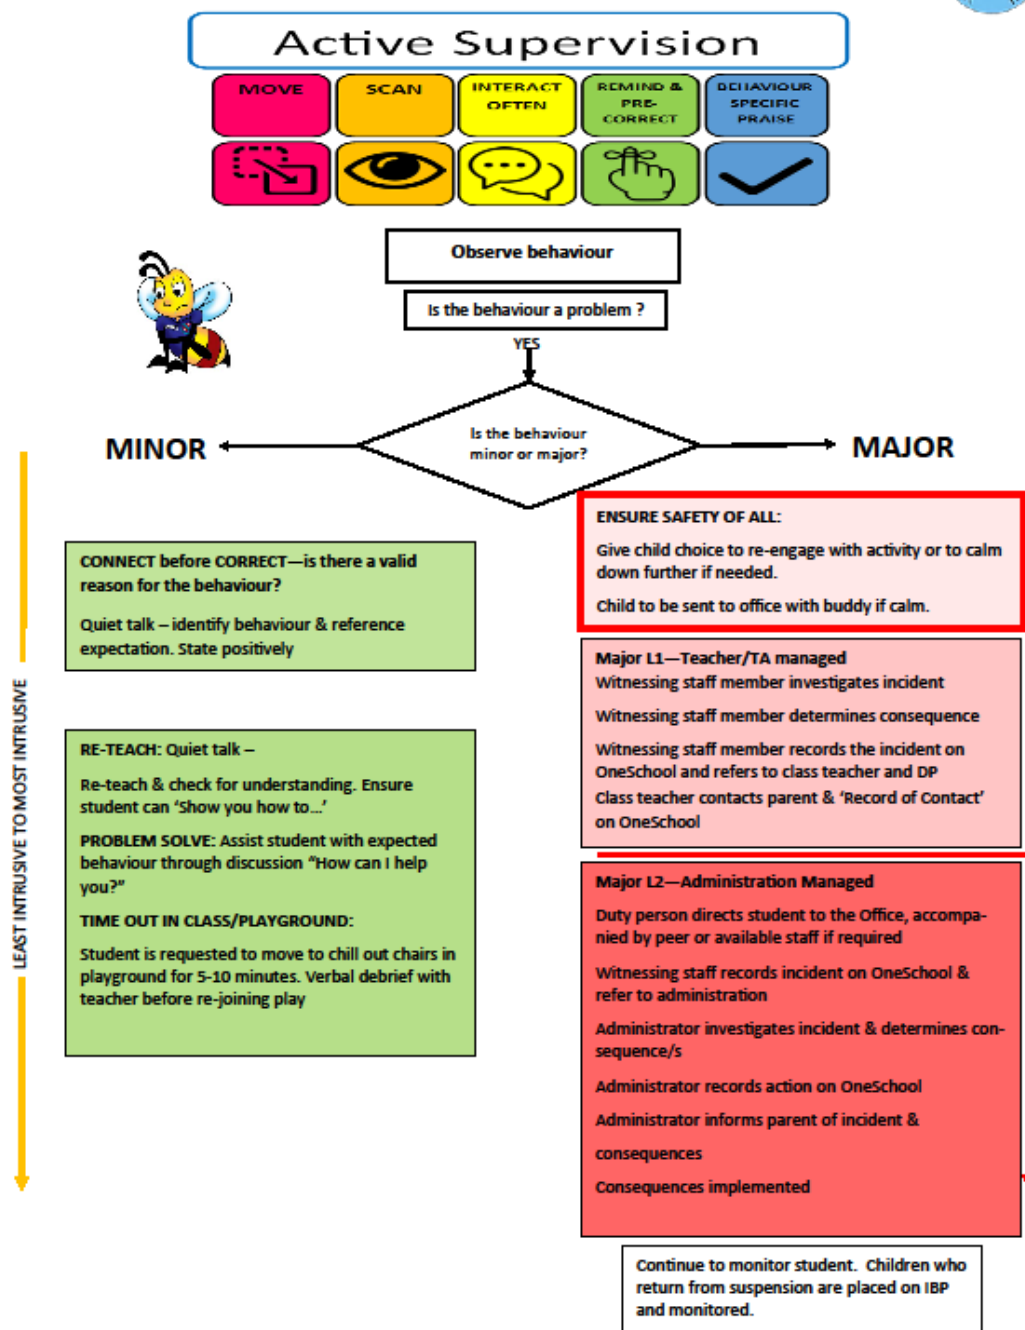 Active Supervision
MOVE
SCAN
INTERACT
OFTEN
REMIND &
PRE-
CORRECT
BEHAVIOUR
SPECIFIC
PRAISE
Observe behaviour
Is the behaviour a problem ?
YES
Is the behaviour
minor or major?
MINOR
MAJOR
LEAST INTRUSIVE TO MOST INTRUSIVE
CONNECT before CORRECT—is there a valid
reason for the behaviour?
Quiet talk – identify behaviour & reference
expectation. State positively
RE-TEACH: Quiet talk –
Re-teach & check for understanding. Ensure
student can ‘Show you how to...’
PROBLEM SOLVE: Assist student with expected
behaviour through discussion “How can I help
you?”
TIME OUT IN CLASS/PLAYGROUND:
Student is requested to move to chill out chairs in
playground for 5-10 minutes. Verbal debrief with
teacher before re-joining play
ENSURE SAFETY OF ALL:
Give child choice to re-engage with activity or to calm
down further if needed.
Child to be sent to office with buddy if calm.
Major L1—Teacher/TA managed
Witnessing staff member investigates incident
Witnessing staff member determines consequence
Witnessing staff member records the incident on
OneSchool and refers to class teacher and DP
Class teacher contacts parent & ‘Record of Contact’
on OneSchool
Major L2—Administration Managed
Duty person directs student to the Office, accompa-
nied by peer or available staff if required
Witnessing staff records incident on OneSchool &
refer to administration
Administrator investigates incident & determines con-
sequence/s
Administrator records action on OneSchool
Administrator informs parent of incident &
consequences
Consequences implemented
Continue to monitor student.  Children who
return from suspension are placed on IBP
and monitored.